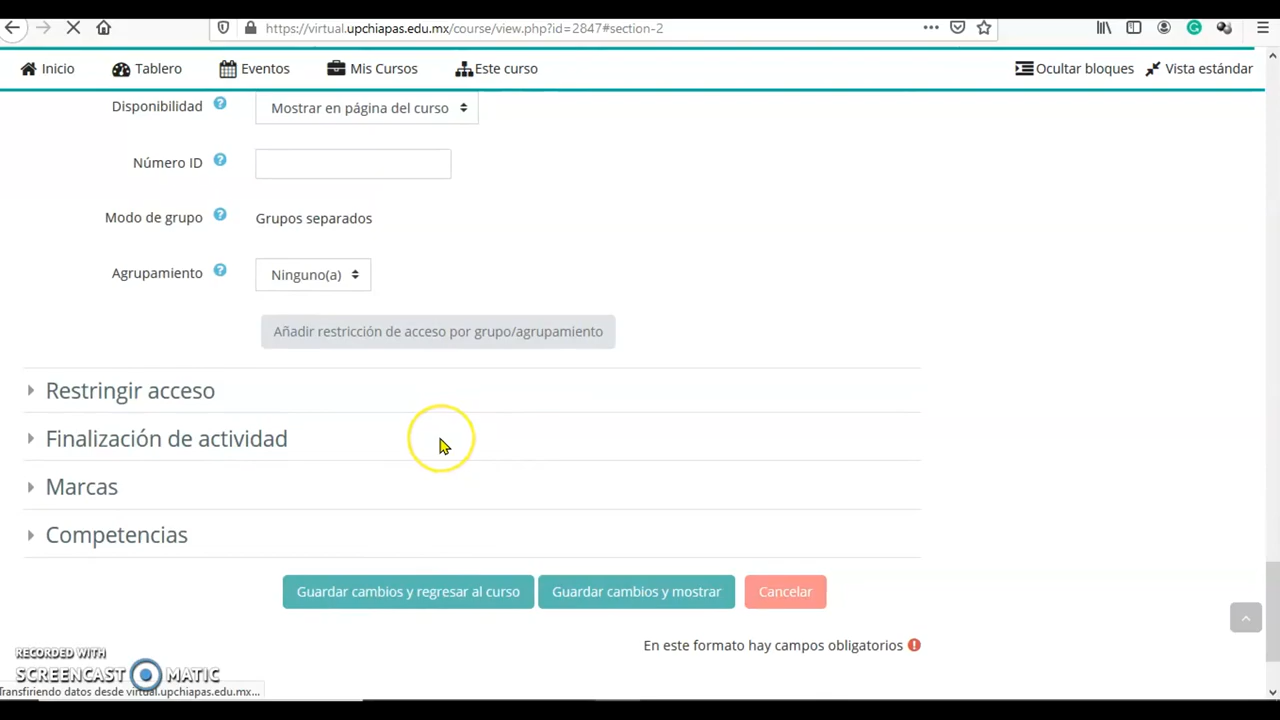 https://virtual.upchiapas.edu.mx/course/view.php?id=2847#section-2
Inicio Tablero Eventos Mis Cursos Este curso Ocultar bloques Vista estándar
Disponibilidad Mostrar en página del curso
Número ID
Modo de grupo Grupos separados
Agrupamiento Ninguno(a)
Añadir restricción de acceso por grupo/agrupamiento
Restringir acceso
Finalización de actividad
Marcas
Competencias
Guardar cambios y regresar al curso Guardar cambios y mostrar Cancelar
En este formato hay campos obligatorios
RECORDED WITH
SCREENCAST MATIC
Transfiriendo datos desde virtual.upchiapas.edu.mx...